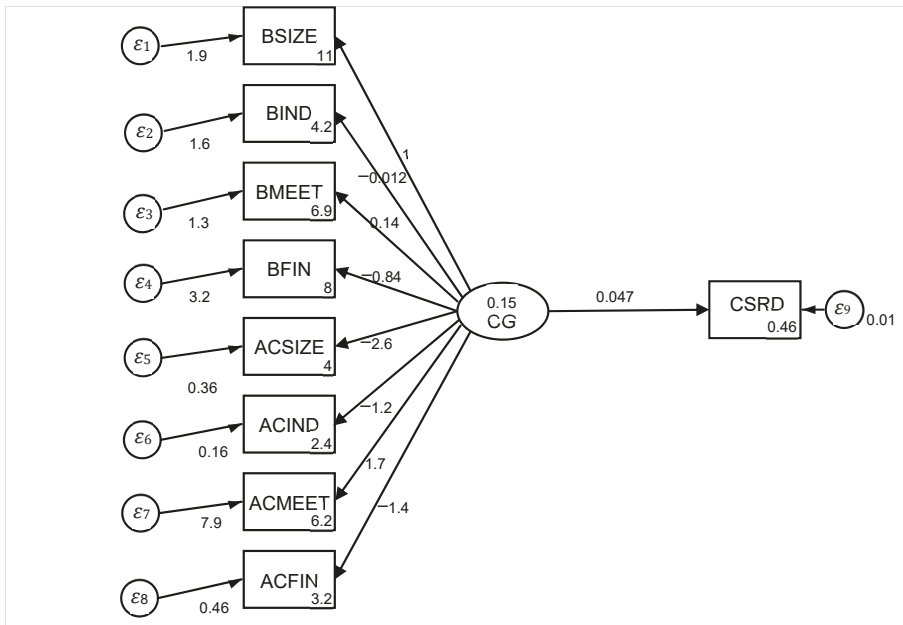 ε1
1.9
BSIZE
11
ε2
1.6
BIND
4.2
ε3
1.3
BMEET
6.9
ε4
3.2
BFIN
8
ε5
0.36
ACSIZE
4
ε6
0.16
ACIND
2.4
ε7
7.9
ACMEET
6.2
ε8
0.46
ACFIN
3.2
1
−0.012
0.14
−0.84
−2.6
−1.2
1.7
−1.4
0.15
CG
0.047
CSRD
0.46
ε9
0.01